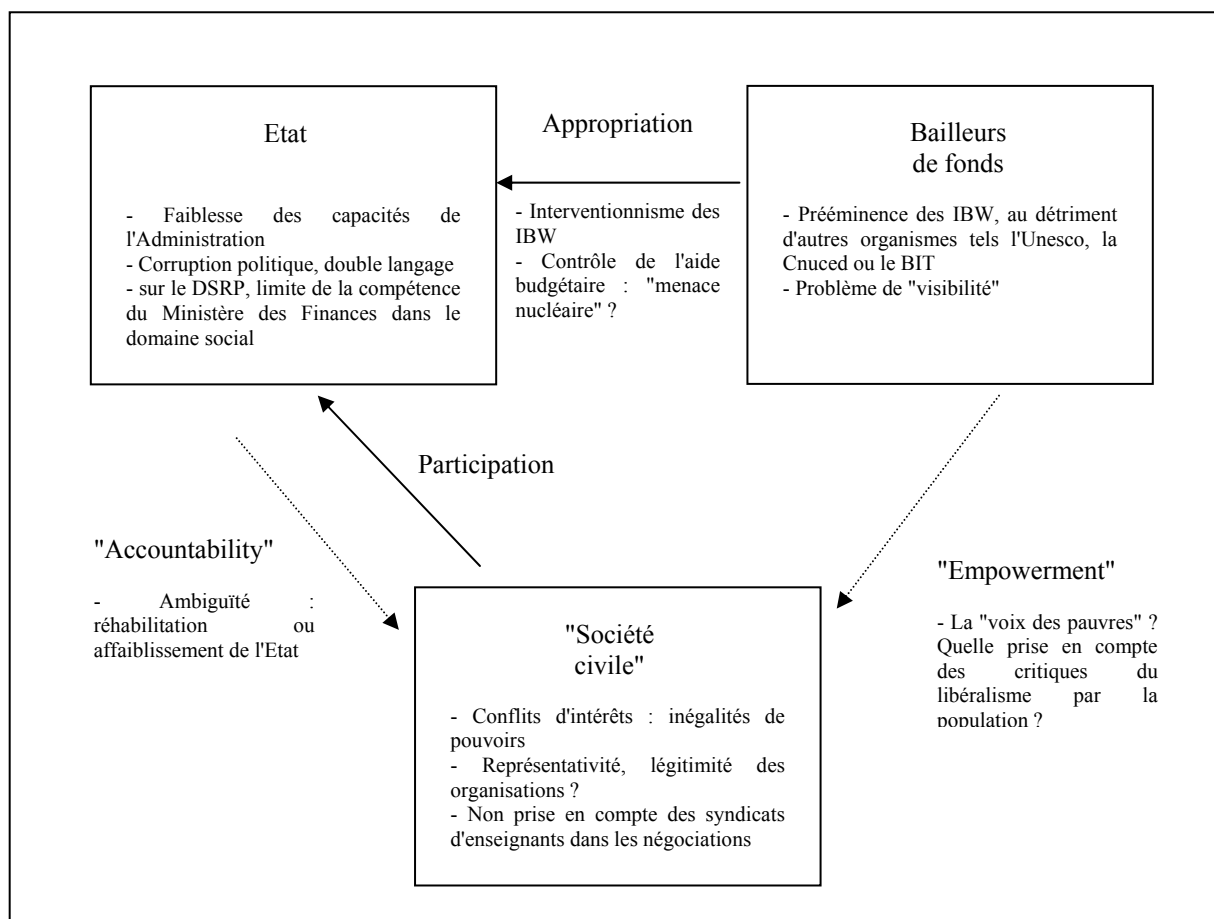 Etat
- Faiblesse des capacités de
l'Administration
- Corruption politique, double langage
- sur le DSRP, limite de la compétence
du Ministère des Finances dans le
domaine social
Appropriation
- Interventionnisme des
IBW
- Contrôle de l'aide
budgétaire : "menace
nucléaire" ?
Bailleurs
de fonds
- Prééminence des IBW, au détriment
d'autres organismes tels l'Unesco, la
Cnuced ou le BIT
- Problème de "visibilité"
Participation
"Accountability"
- Ambiguïté :
réhabilitation ou
affaiblissement de l'Etat
"Société
civile"
- Conflits d'intérêts : inégalités de
pouvoirs
- Représentativité, légitimité des
organisations ?
- Non prise en compte des syndicats
d'enseignants dans les négociations
"Empowerment"
- La "voix des pauvres" ?
Quelle prise en compte
des critiques du
libéralisme par la
population ?